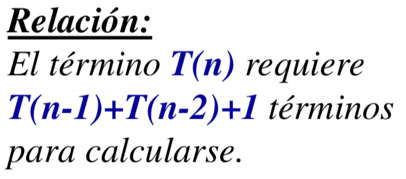 Relación:
El término T(n) requiere
T(n-1)+T(n-2)+1 términos
para calcularse.